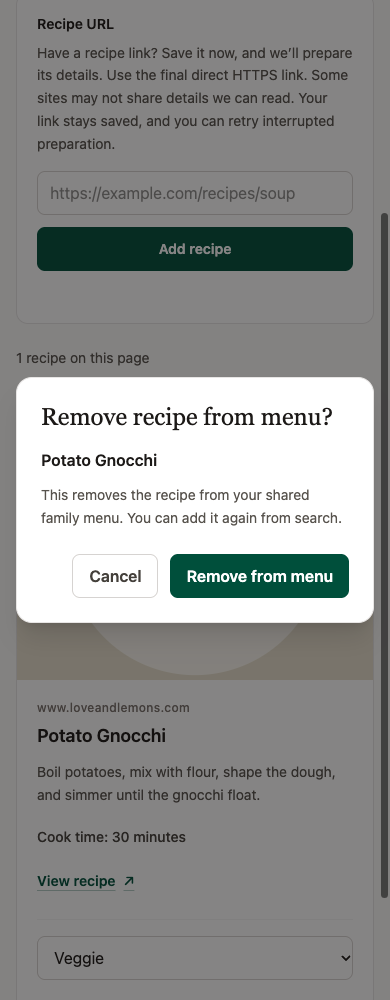 Recipe URL
Have a recipe link? Save it now, and we’ll prepare
its details. Use the final direct HTTPS link. Some
sites may not share details we can read. Your
link stays saved, and you can retry interrupted
preparation.
https://example.com/recipes/soup
Add recipe
1 recipe on this page
Remove recipe from menu?
Potato Gnocchi
This removes the recipe from your shared
family menu. You can add it again from search.
Cancel
Remove from menu
www.loveandlemons.com
Potato Gnocchi
Boil potatoes, mix with flour, shape the dough,
and simmer until the gnocchi float.
Cook time: 30 minutes
View recipe ↗
Veggie